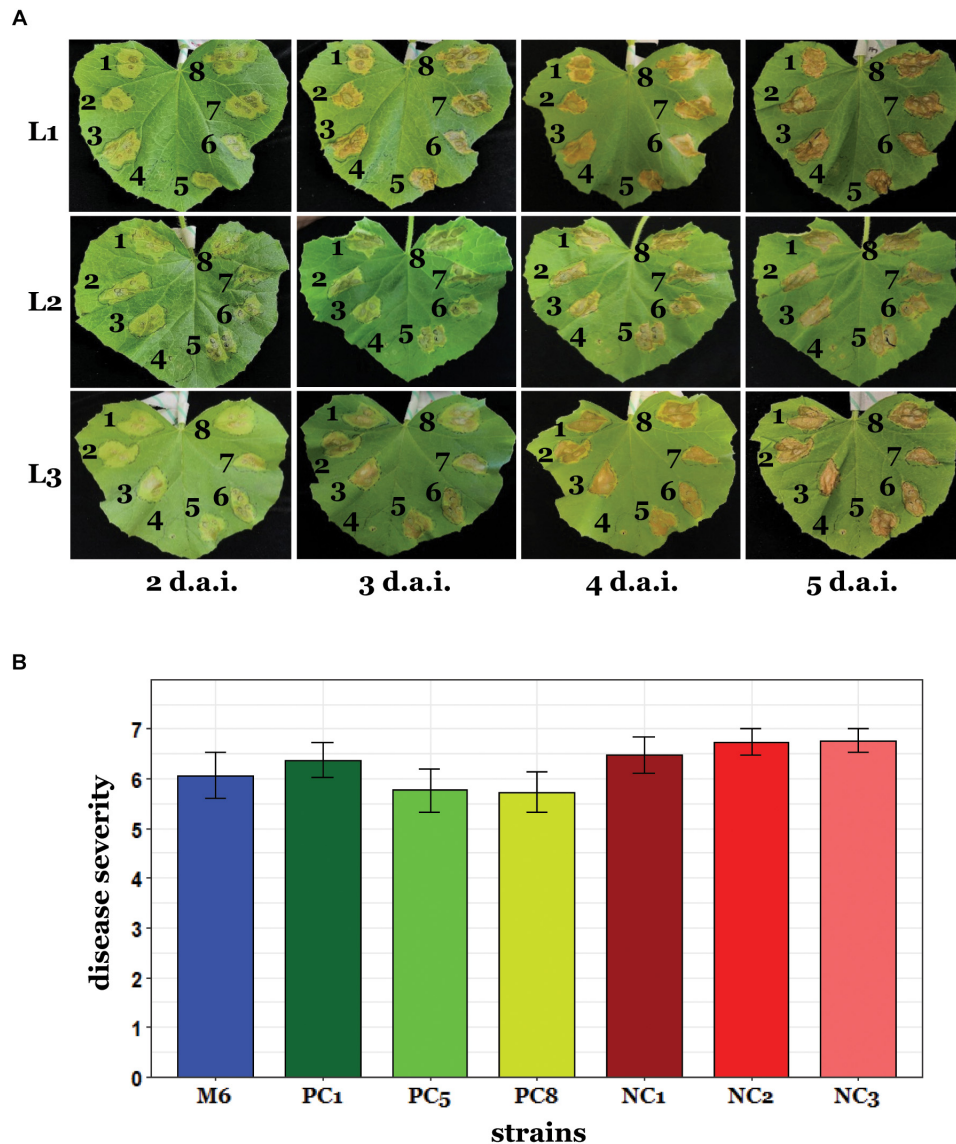 A
L1
1 2 3 4 5 6 7 8
1 2 3 4 5 6 7 8
1 2 3 4 5 6 7 8
1 2 3 4 5 6 7 8
L2
1 2 3 4 5 6 7 8
1 2 3 4 5 6 7 8
1 2 3 4 5 6 7 8
1 2 3 4 5 6 7 8
L3
1 2 3 4 5 6 7 8
1 2 3 4 5 6 7 8
1 2 3 4 5 6 7 8
1 2 3 4 5 6 7 8
2 d.a.i. 3 d.a.i. 4 d.a.i. 5 d.a.i.
B
disease severity
7
6
5
4
3
2
1
0
M6 PC1 PC5 PC8 NC1 NC2 NC3
strains